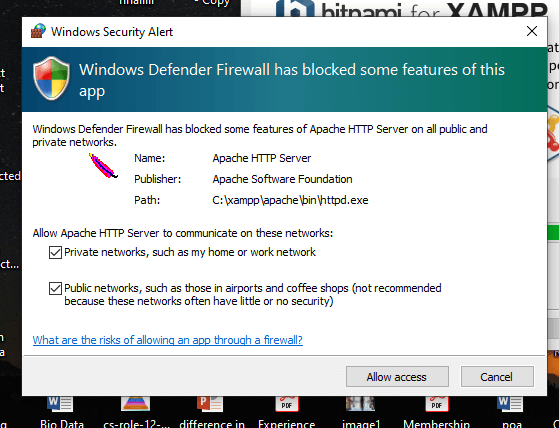 - Copy
bitnami for XAMPP
Windows Security Alert
Windows Defender Firewall has blocked some features of this
app
Windows Defender Firewall has blocked some features of Apache HTTP Server on all public and
private networks.
Name: Apache HTTP Server
Publisher: Apache Software Foundation
Path: C:\xampp\apache\bin\httpd.exe
Allow Apache HTTP Server to communicate on these networks:
Private networks, such as my home or work network
Public networks, such as those in airports and coffee shops (not recommended
because these networks often have little or no security)
What are the risks of allowing an app through a firewall?
Allow access Cancel
Bio Data cs-role-12-... difference in Experience image1 Membership poa